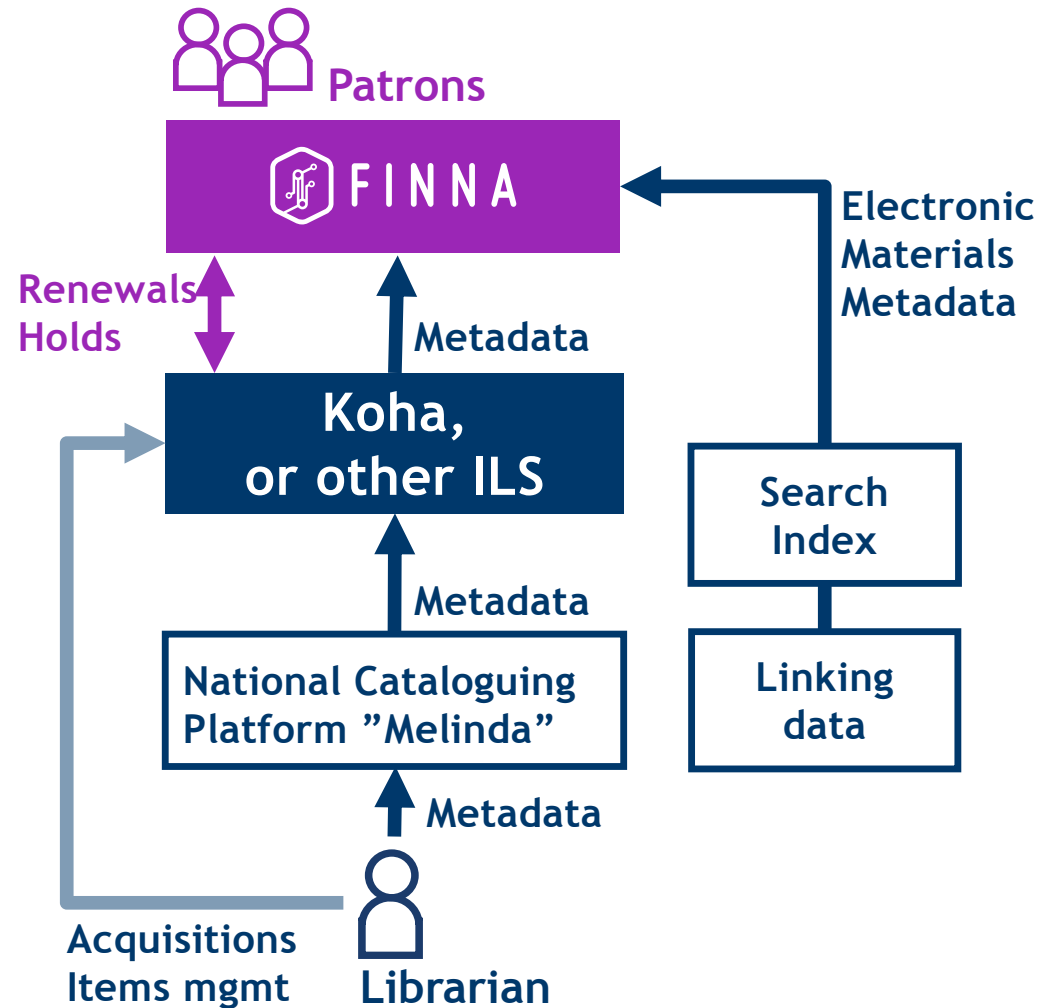 Patrons
FINNA
Electronic
Materials
Metadata
Renewals
Holds
Metadata
Koha,
or other ILS
Search
Index
Metadata
National Cataloguing
Platform ”Melinda”
Linking
data
Metadata
Acquisitions
Items mgmt
Librarian